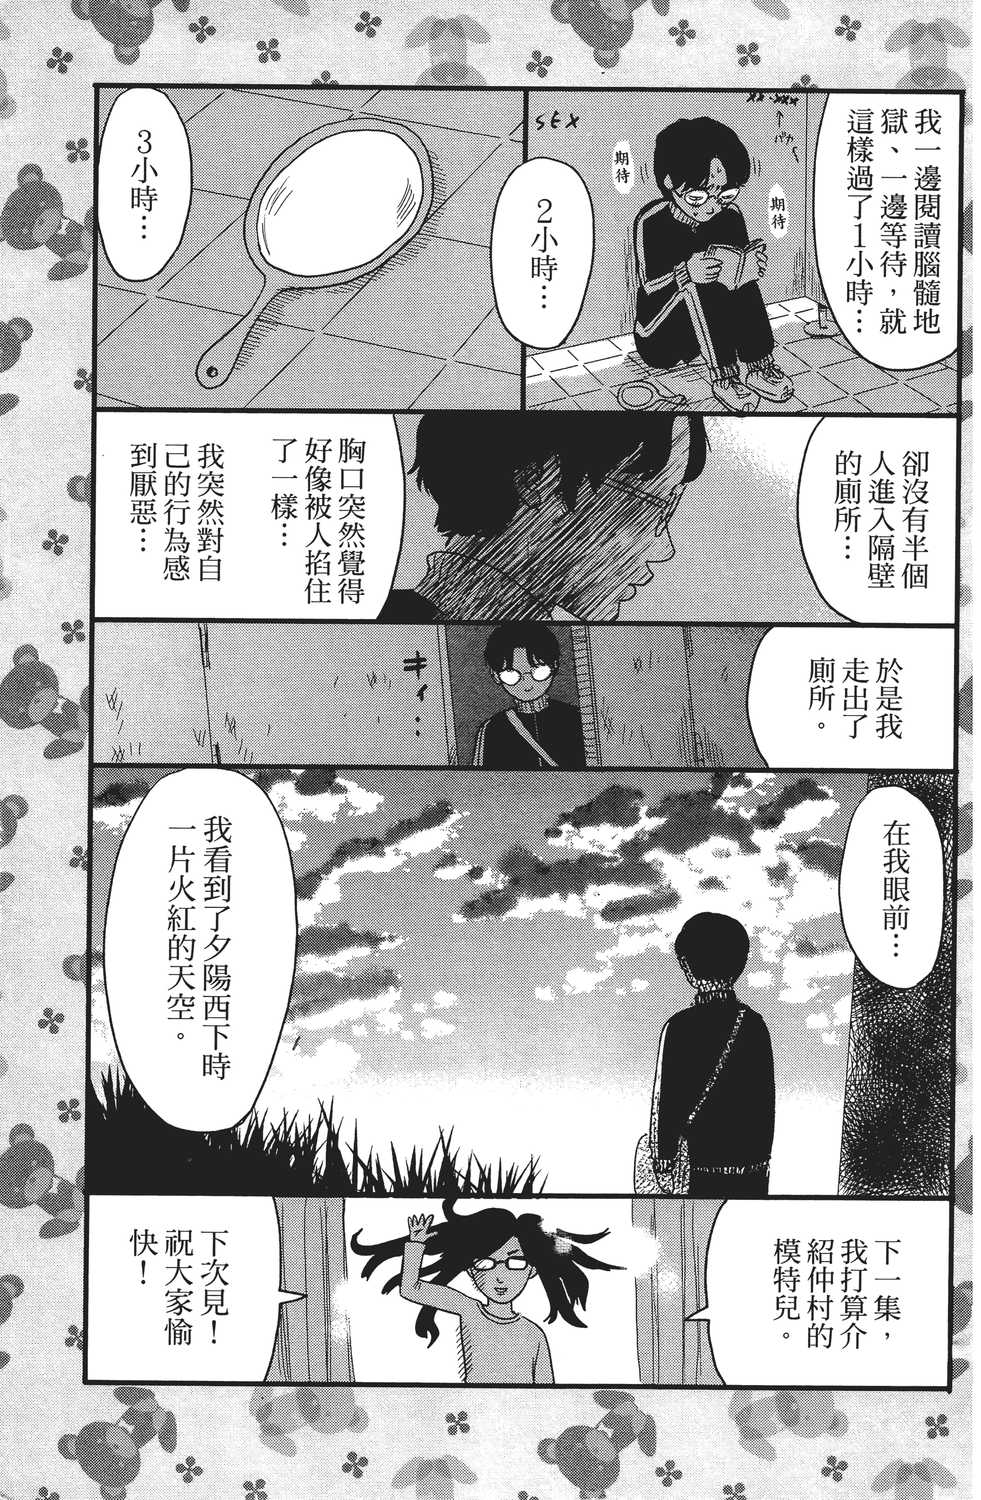 我一邊閱讀腦髓地
獄、一邊等待，就
這樣過了1小時…
期待
期待
SEX
××-×××
バカ
2小時…
3小時…
卻沒有半個
人進入隔壁
的廁所…
胸口突然覺得
好像被人掐住
了一樣…
我突然對自
己的行為感
到厭惡…
於是我
走出了
廁所。
キィ…
在我眼前…
我看到了夕陽西下時
一片火紅的天空。
下一集，
我打算介
紹仲村的
模特兒。
下次見！
祝大家愉
快！